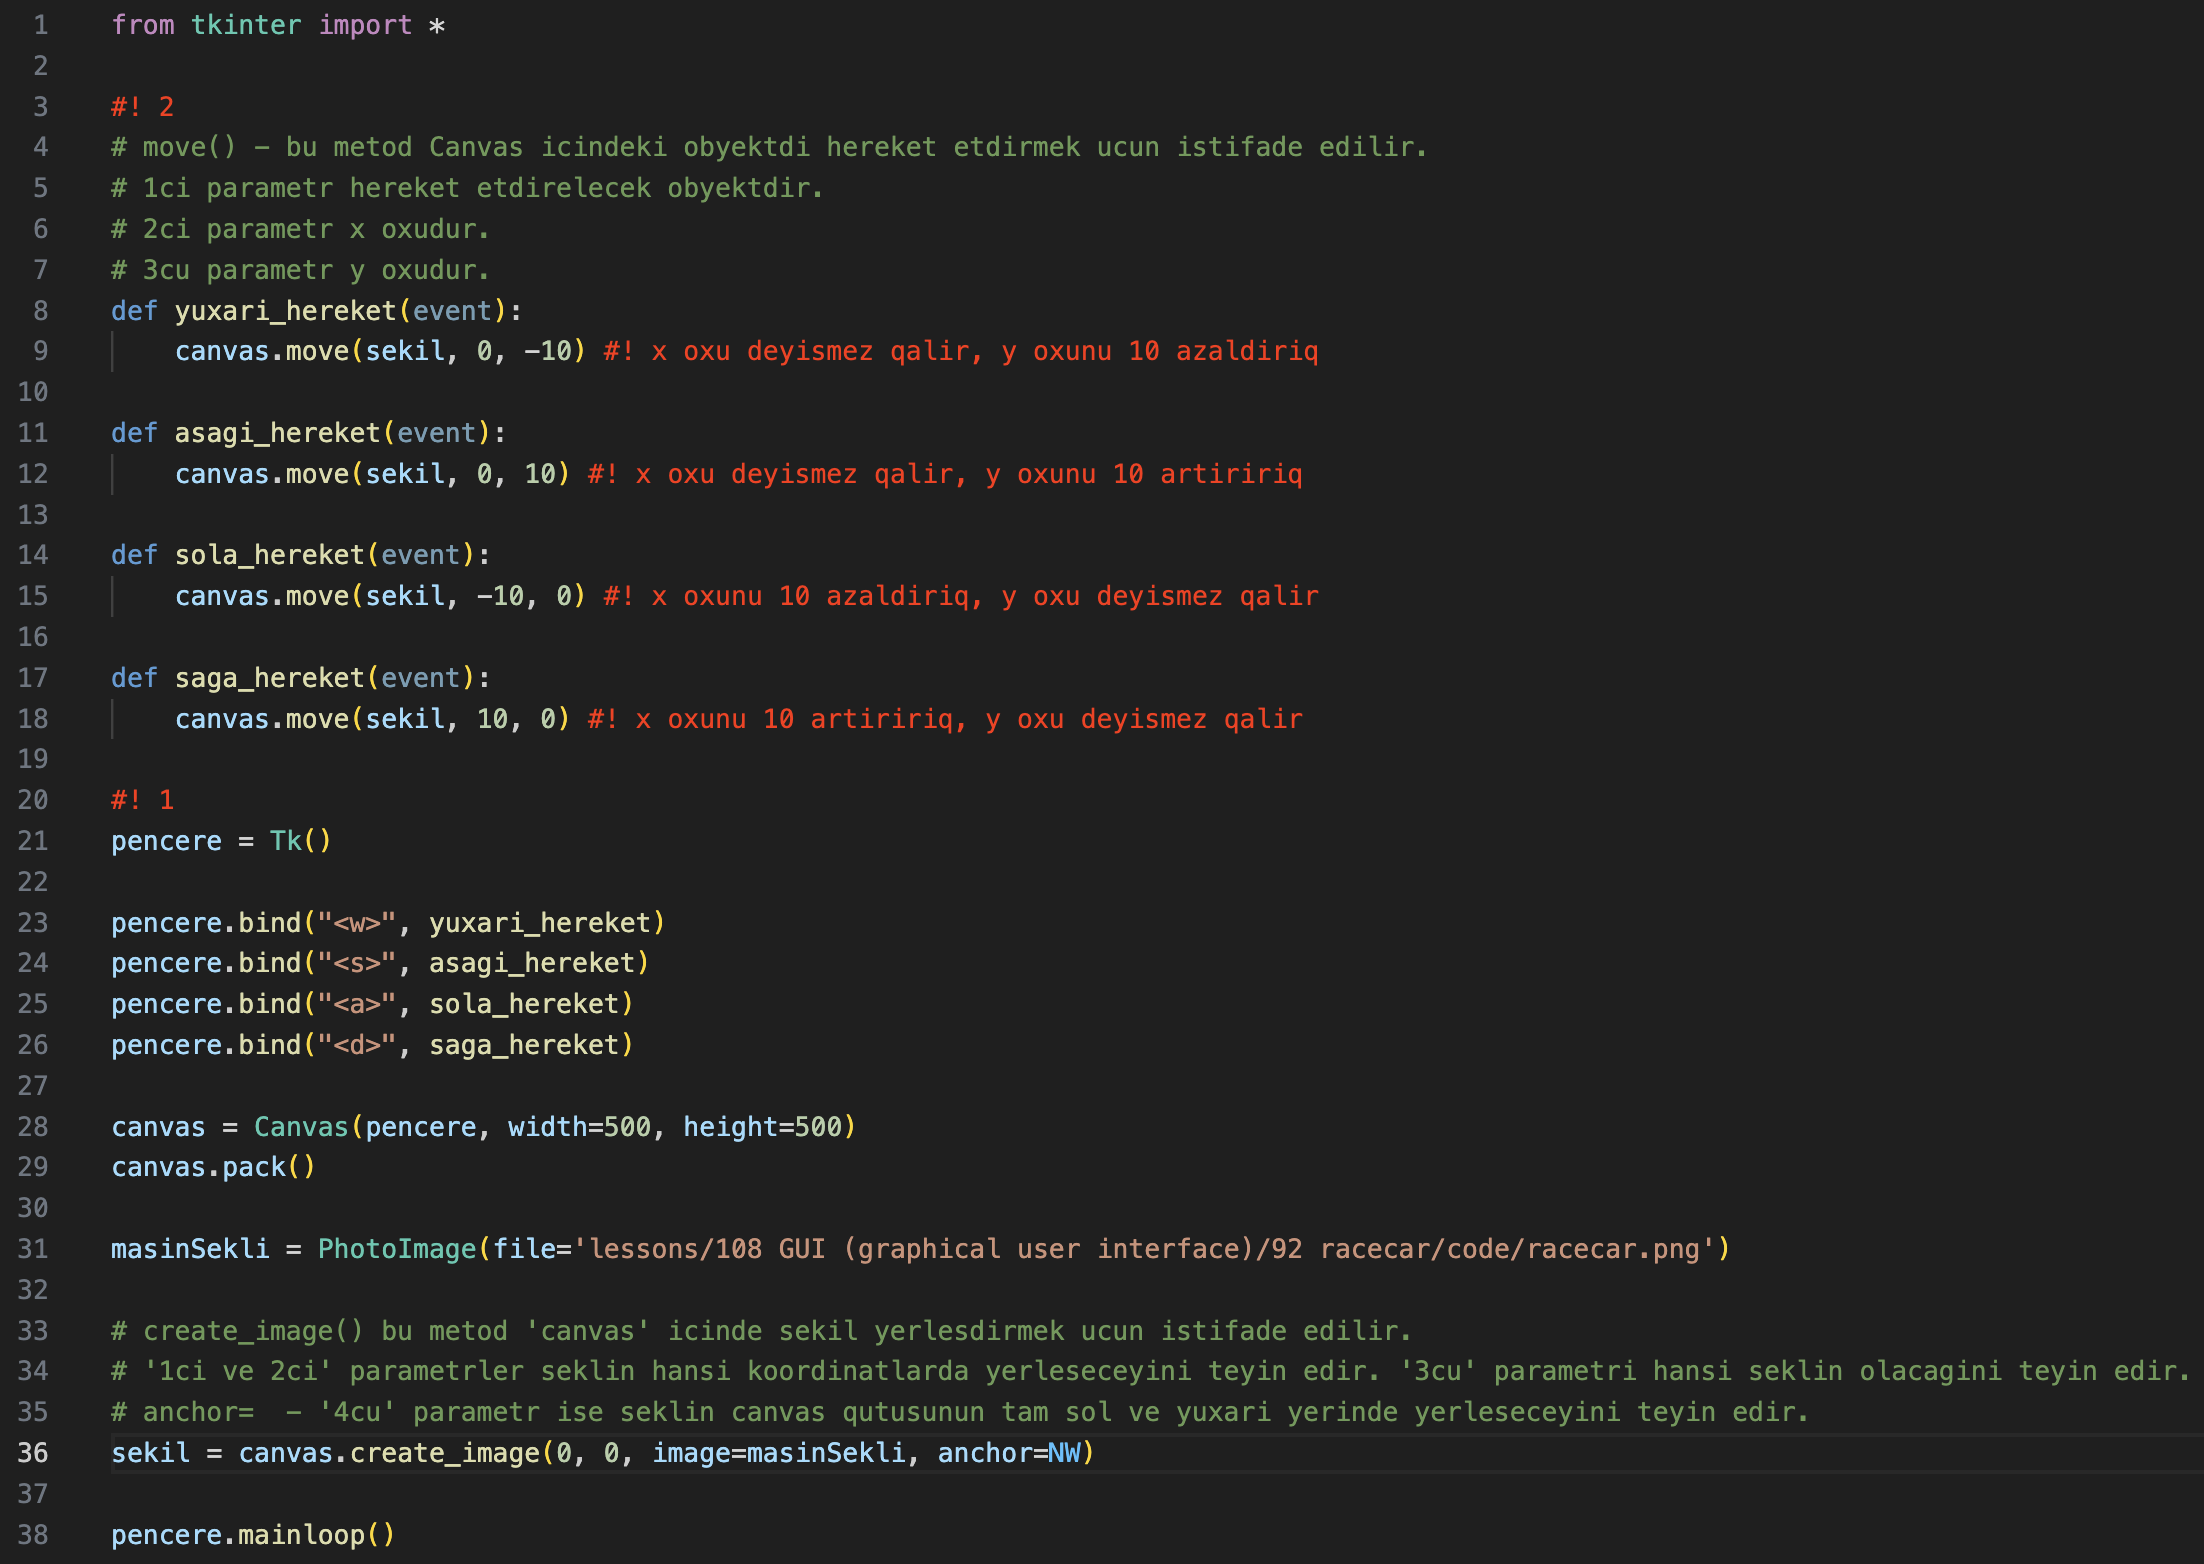 1 from tkinter import *
2
3 #! 2
4 # move() – bu metod Canvas icindeki obyektdi hereket etdirmek ucun istifade edilir.
5 # 1ci parametr hereket etdirelecek obyektdir.
6 # 2ci parametr x oxudur.
7 # 3cu parametr y oxudur.
8 def yuxari_hereket(event):
9     canvas.move(sekil, 0, -10) #! x oxu deyismez qalir, y oxunu 10 azaldiriq
10
11 def asagi_hereket(event):
12     canvas.move(sekil, 0, 10) #! x oxu deyismez qalir, y oxunu 10 artiririq
13
14 def sola_hereket(event):
15     canvas.move(sekil, -10, 0) #! x oxunu 10 azaldiriq, y oxu deyismez qalir
16
17 def saga_hereket(event):
18     canvas.move(sekil, 10, 0) #! x oxunu 10 artiririq, y oxu deyismez qalir
19
20 #! 1
21 pencere = Tk()
22
23 pencere.bind("<w>", yuxari_hereket)
24 pencere.bind("<s>", asagi_hereket)
25 pencere.bind("<a>", sola_hereket)
26 pencere.bind("<d>", saga_hereket)
27
28 canvas = Canvas(pencere, width=500, height=500)
29 canvas.pack()
30
31 masinSekli = PhotoImage(file='lessons/108 GUI (graphical user interface)/92 racecar/code/racecar.png')
32
33 # create_image() bu metod 'canvas' icinde sekil yerlesdirmek ucun istifade edilir.
34 # '1ci ve 2ci' parametrler seklin hansi koordinatlarda yerleseceyini teyin edir. '3cu' parametri hansi seklin olacagini teyin edir.
35 # anchor=  – '4cu' parametr ise seklin canvas qutusunun tam sol ve yuxari yerinde yerleseceyini teyin edir.
36 sekil = canvas.create_image(0, 0, image=masinSekli, anchor=NW)
37
38 pencere.mainloop()